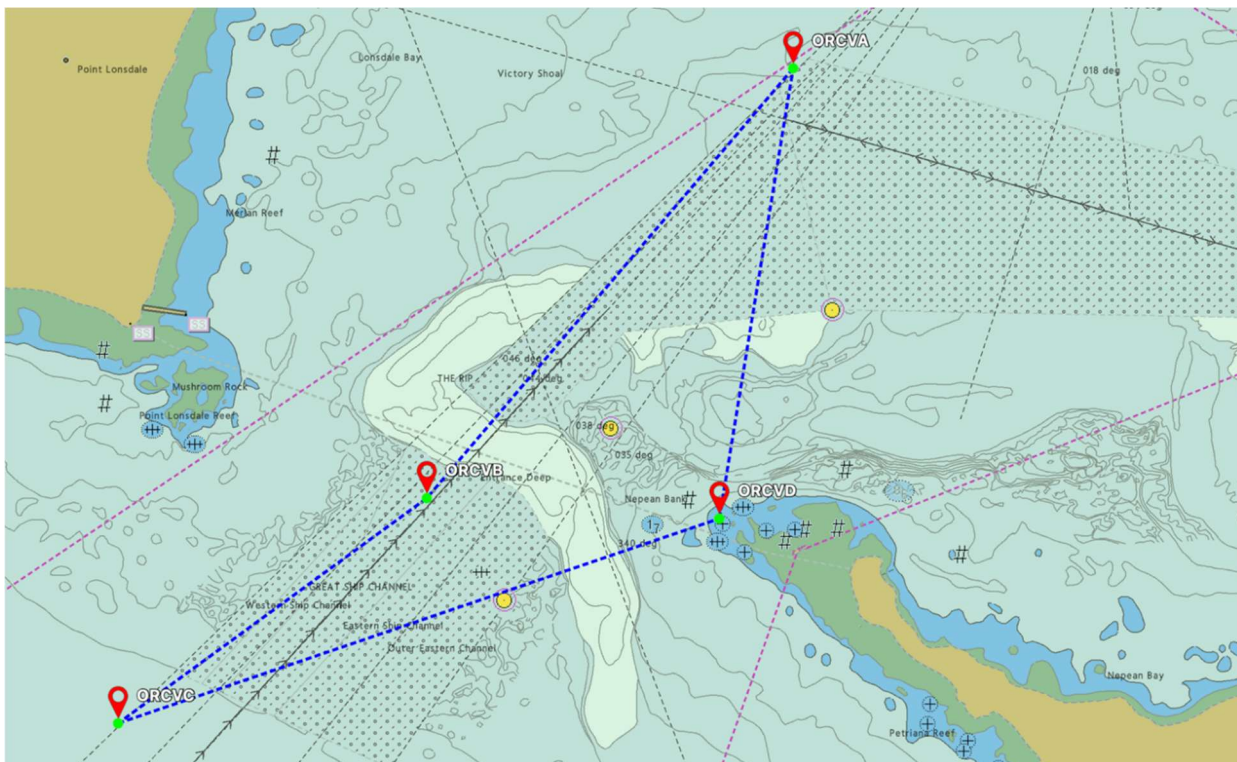 ORCVA
Point Lonsdale
Lonsdale Bay
Victory Shoal
018 deg
Merlan Reef
SS
SS
046 deg
THE RIP
Mushroom Rock
Point Lonsdale Reef
038 deg
035 deg
ORCVB
Entrance Deep
ORCVD
Nepean Bank
17
340 deg
GREAT SHIP CHANNEL
Western Ship Channel
Eastern Ship Channel
Outer Eastern Channel
Nepean Bay
ORCVC
Petriana Reef